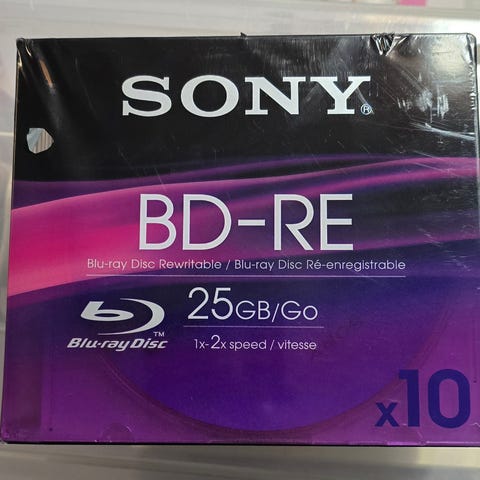 SONY®
BD-RE
Blu-ray Disc Rewritable / Blu-ray Disc Ré-enregistrable
25GB/Go
1x-2x speed / vitesse
Blu-ray Disc™
x10